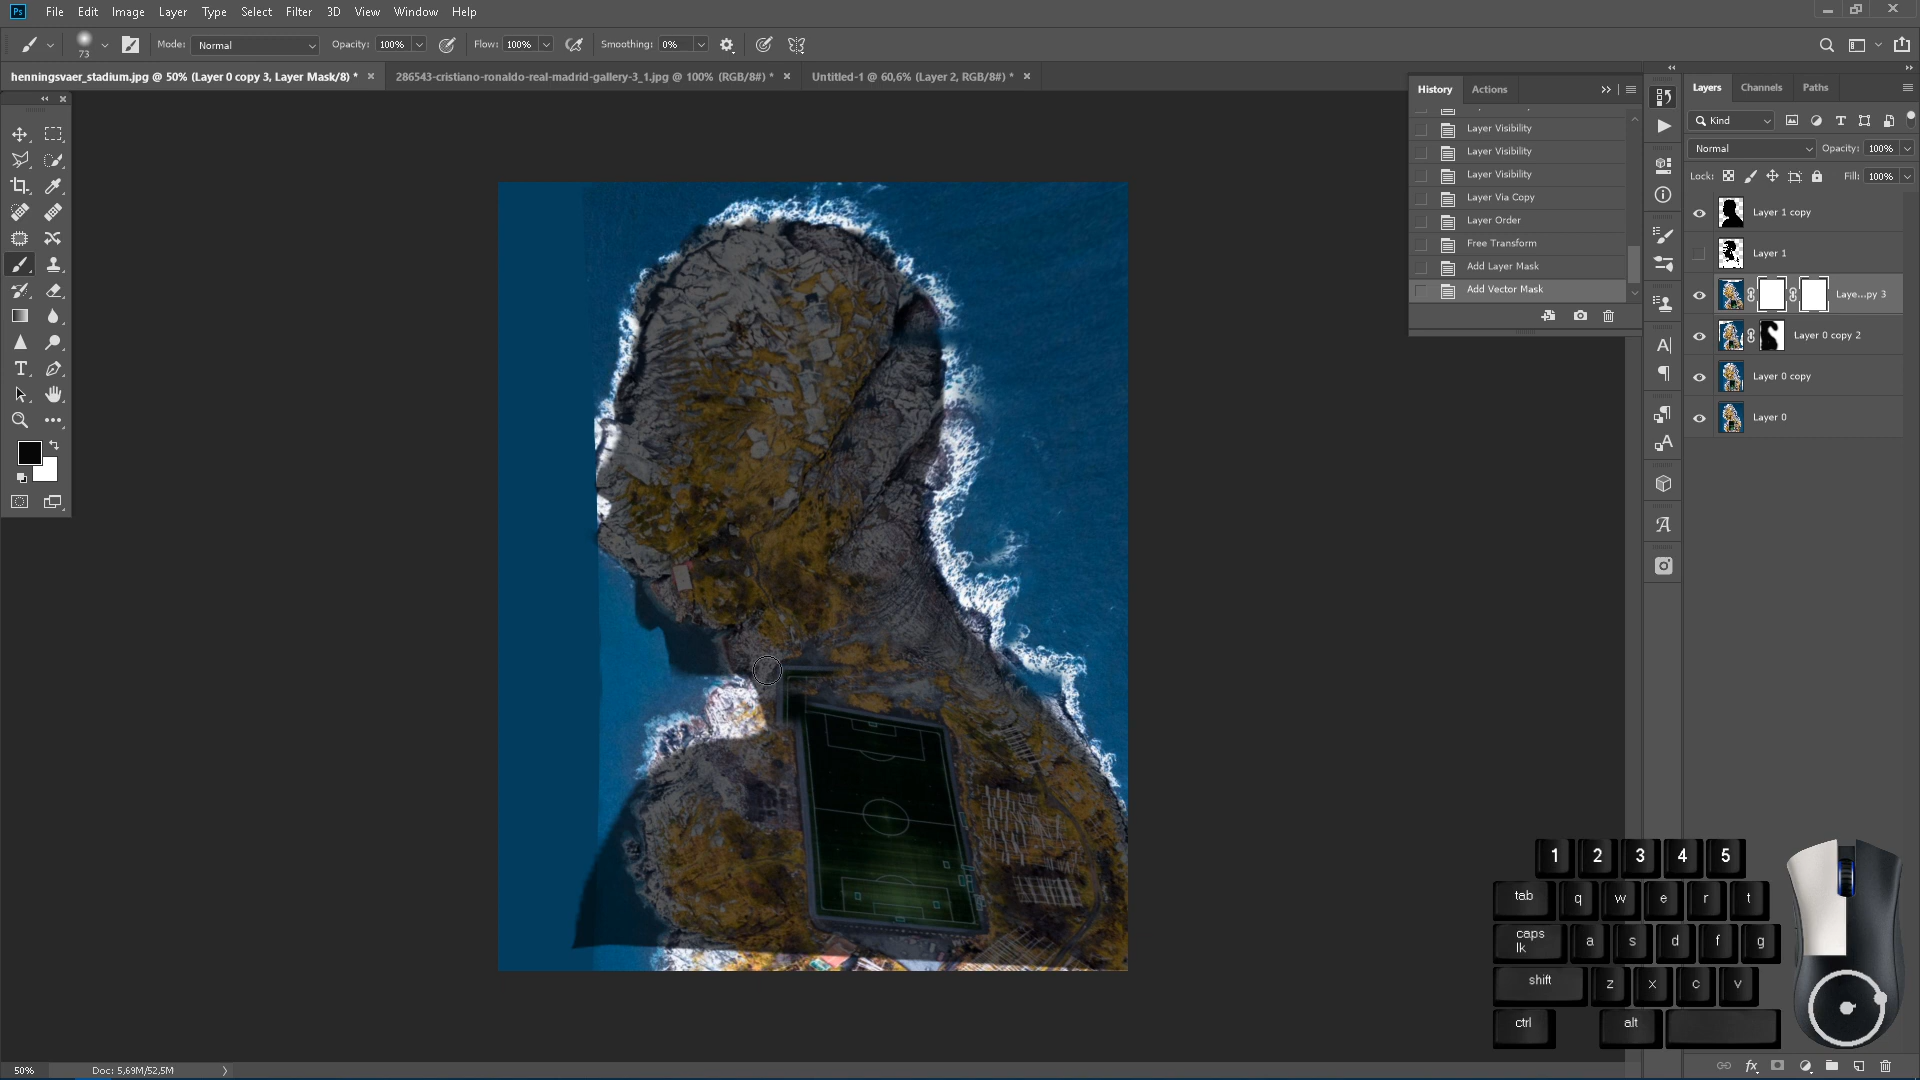 Ps File Edit Image Layer Type Select Filter 3D View Window Help
73 Mode: Normal Opacity: 100% Flow: 100% Smoothing: 0%
henningsvaer_stadium.jpg @ 50% (Layer 0 copy 3, Layer Mask/8) * × 286543-cristiano-ronaldo-real-madrid-gallery-3_1.jpg @ 100% (RGB/8#) * × Untitled-1 @ 60,6% (Layer 2, RGB/8#) * ×
History Actions
Layer Visibility
Layer Visibility
Layer Visibility
Layer Via Copy
Layer Order
Free Transform
Add Layer Mask
Add Vector Mask
Layers Channels Paths
Kind
Normal Opacity: 100%
Lock: Fill: 100%
Layer 1 copy
Layer 1
Laye...py 3
Layer 0 copy 2
Layer 0 copy
Layer 0
1 2 3 4 5
tab q w e r t
caps
lk a s d f g
shift z x c v
ctrl alt
50% Doc: 5,69M/52,5M